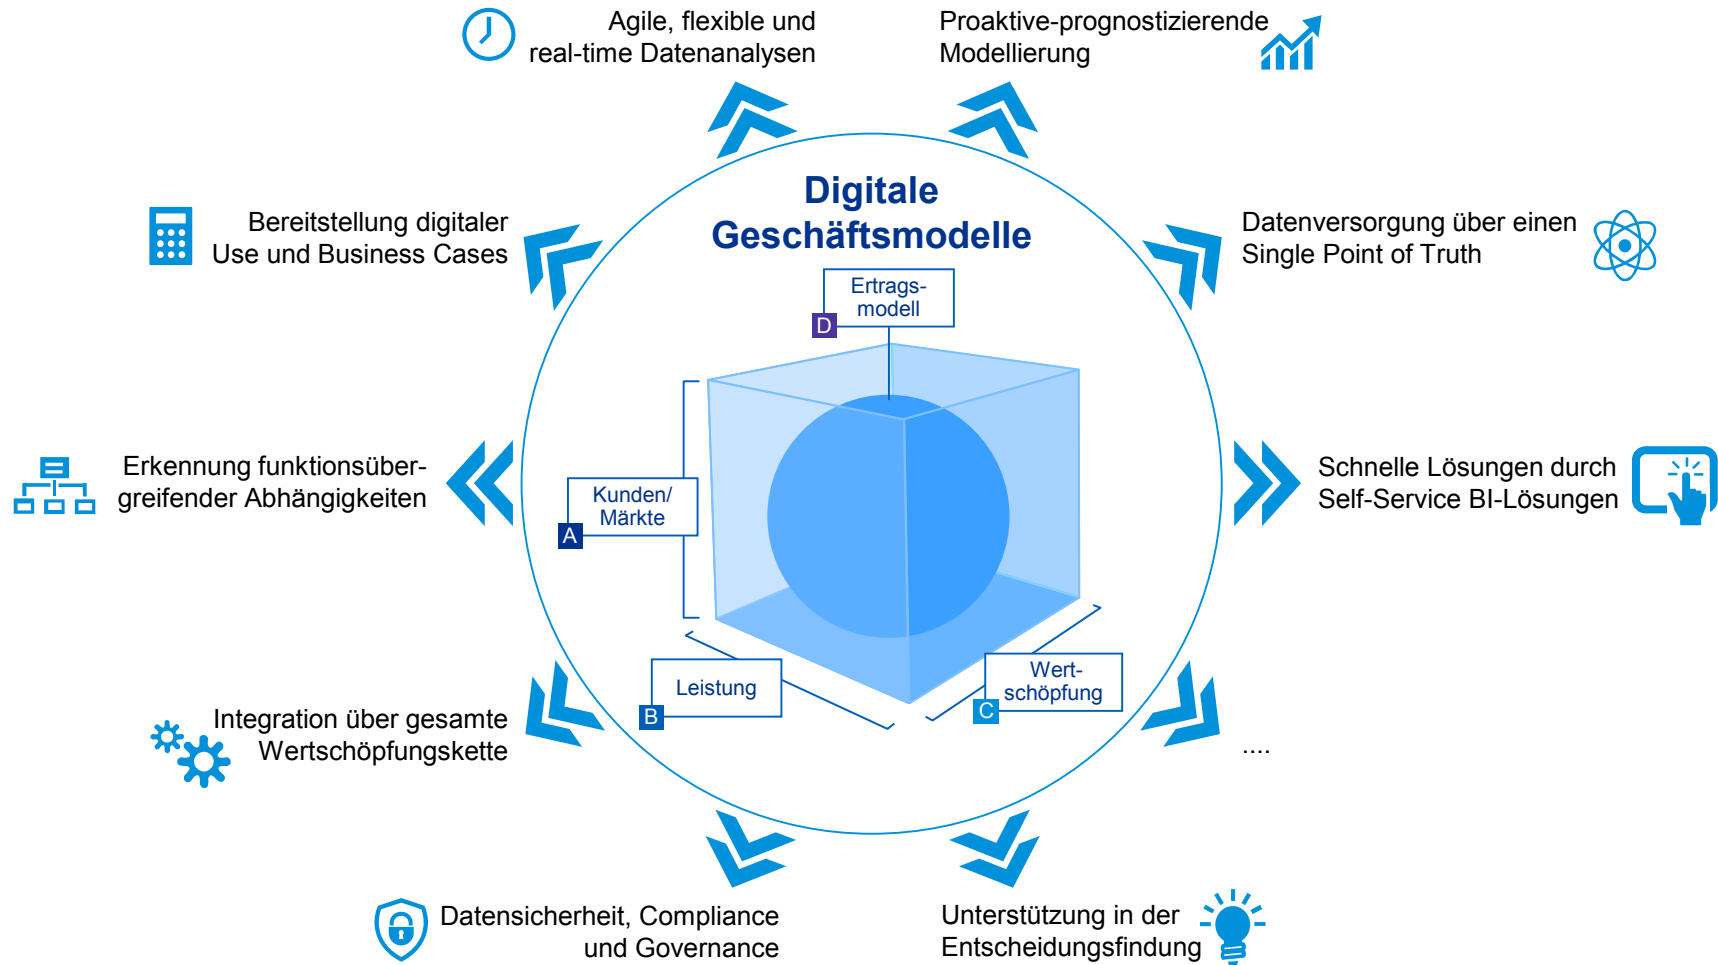 Agile, flexible und
real-time Datenanalysen
Proaktive-prognostizierende
Modellierung
Digitale
Geschäftsmodelle
Bereitstellung digitaler
Use und Business Cases
Datenversorgung über einen
Single Point of Truth
Ertrags-
modell
D
Erkennung funktionsüber-
greifender Abhängigkeiten
Kunden/
Märkte
A
Schnelle Lösungen durch
Self-Service BI-Lösungen
Leistung
B
Wert-
schöpfung
C
Integration über gesamte
Wertschöpfungskette
....
Datensicherheit, Compliance
und Governance
Unterstützung in der
Entscheidungsfindung